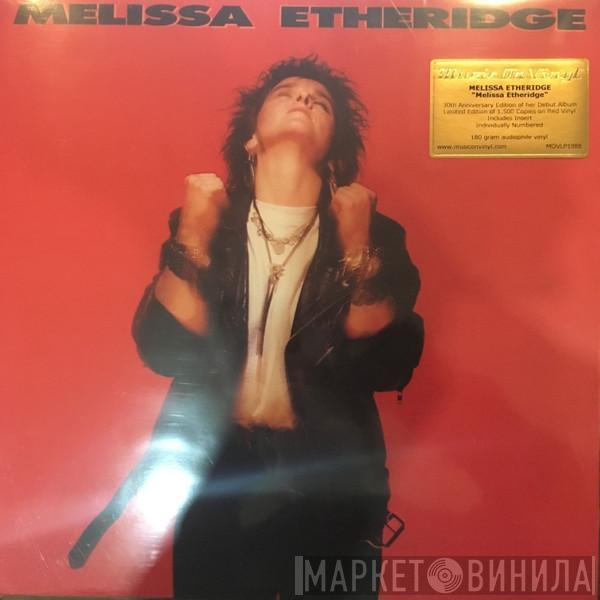 MELISSA ETHERIDGE
Music On Vinyl
MELISSA ETHERIDGE
"Melissa Etheridge"
30th Anniversary Edition of her Debut Album
Limited Edition of 1.500 Copies on Red Vinyl
Includes Insert
Individually Numbered
180 gram audiophile vinyl
www.musiconvinyl.com MOVLP1988
МАРКЕТ ВИНИЛА